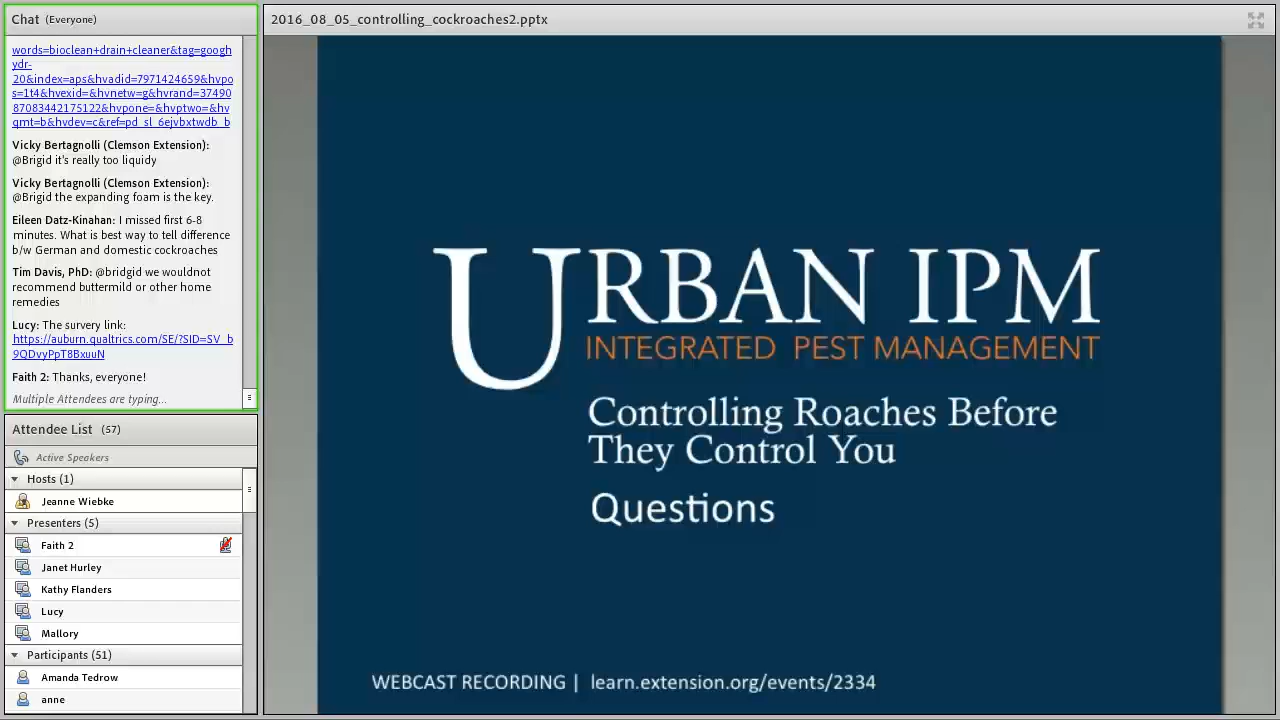 Chat (Everyone)
words=bioclean+drain+cleaner&tag=googh
ydr-
20&index=aps&hvadid=7971424659&hvpo
s=1t4&hvexid=&hvnetw=g&hvrand=37490
87083442175122&hvpone=&hvptwo=&hv
qmt=b&hvdev=c&ref=pd_sl_6ejvbxtwdb_b
Vicky Bertagnolli (Clemson Extension):
@Brigid it's really too liquidy
Vicky Bertagnolli (Clemson Extension):
@Brigid the expanding foam is the key.
Eileen Datz-Kinahan: I missed first 6-8
minutes. What is best way to tell difference
b/w German and domestic cockroaches
Tim Davis, PhD: @bridgid we wouldnot
recommend buttermild or other home
remedies
Lucy: The survery link:
https://auburn.qualtrics.com/SE/?SID=SV_b
9QDvyPpT8BxuuN
Faith 2: Thanks, everyone!
Multiple Attendees are typing...
Attendee List (57)
Active Speakers
Hosts (1)
Jeanne Wiebke
Presenters (5)
Faith 2
Janet Hurley
Kathy Flanders
Lucy
Mallory
Participants (51)
Amanda Tedrow
anne
2016_08_05_controlling_cockroaches2.pptx
URBAN IPM
INTEGRATED PEST MANAGEMENT
Controlling Roaches Before
They Control You
Questions
WEBCAST RECORDING | learn.extension.org/events/2334